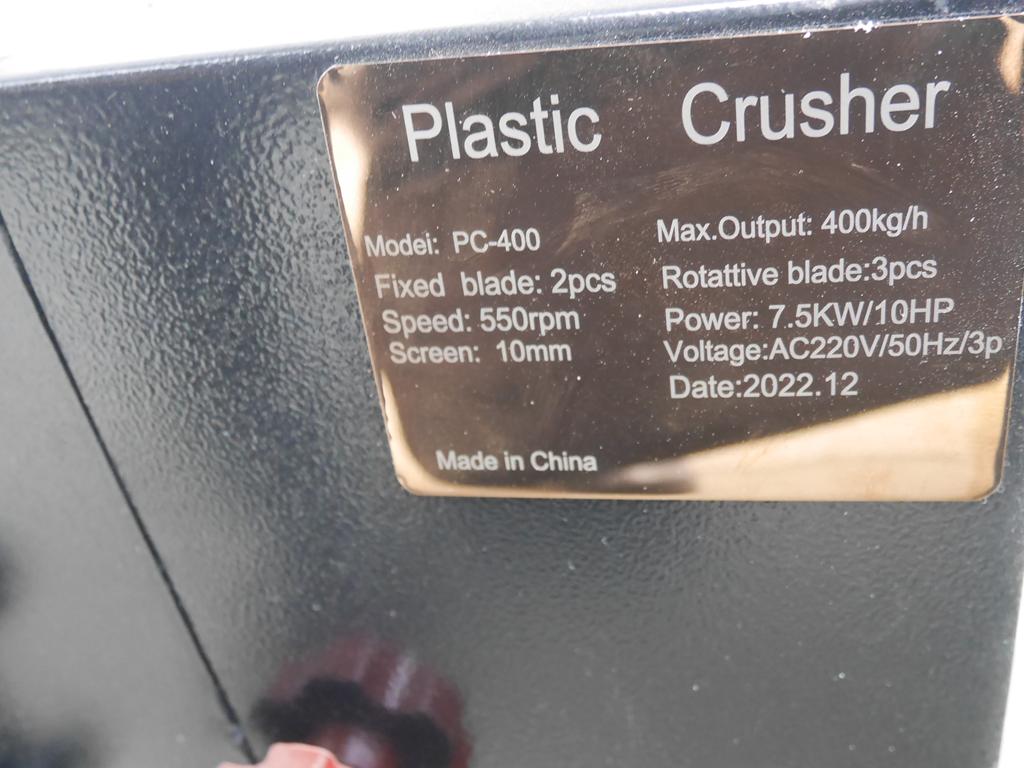 Plastic Crusher
Modei: PC-400
Max.Output: 400kg/h
Fixed blade: 2pcs
Rotattive blade:3pcs
Speed: 550rpm
Power: 7.5KW/10HP
Screen: 10mm
Voltage:AC220V/50Hz/3p
Date:2022.12
Made in China